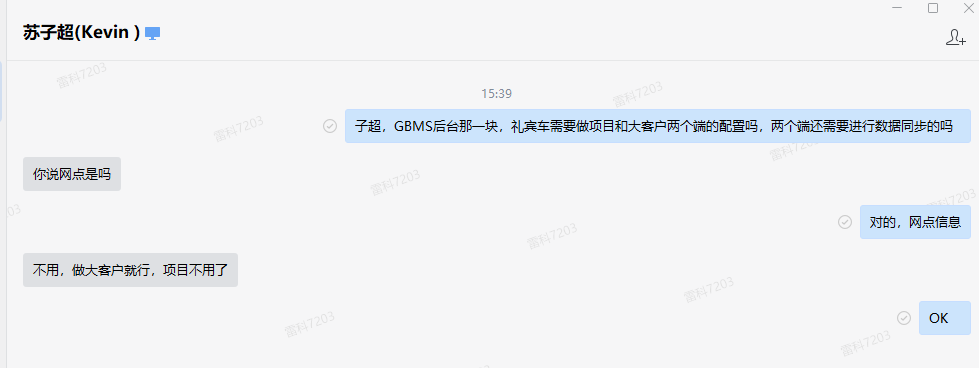 苏子超(Kevin )
雷科7203
15:39
雷科7203
子超，GBMS后台那一块，礼宾车需要做项目和大客户两个端的配置吗，两个端还需要进行数据同步的吗
雷科7203
雷科7203
你说网点是吗
雷科7203
雷科7203
对的，网点信息
雷科7203
不用，做大客户就行，项目不用了
雷科7203
OK
雷科7203
雷科7203